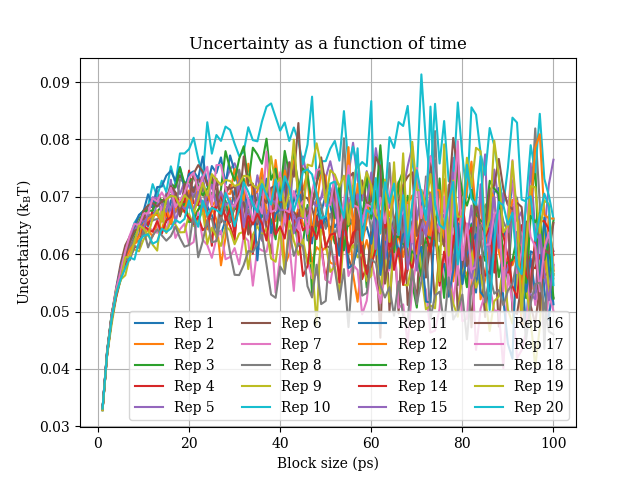 Uncertainty as a function of time
Uncertainty (k_BT)
0.09
0.08
0.07
0.06
0.05
0.04
0.03
0 20 40 60 80 100
Block size (ps)
Rep 1 Rep 6 Rep 11 Rep 16
Rep 2 Rep 7 Rep 12 Rep 17
Rep 3 Rep 8 Rep 13 Rep 18
Rep 4 Rep 9 Rep 14 Rep 19
Rep 5 Rep 10 Rep 15 Rep 20